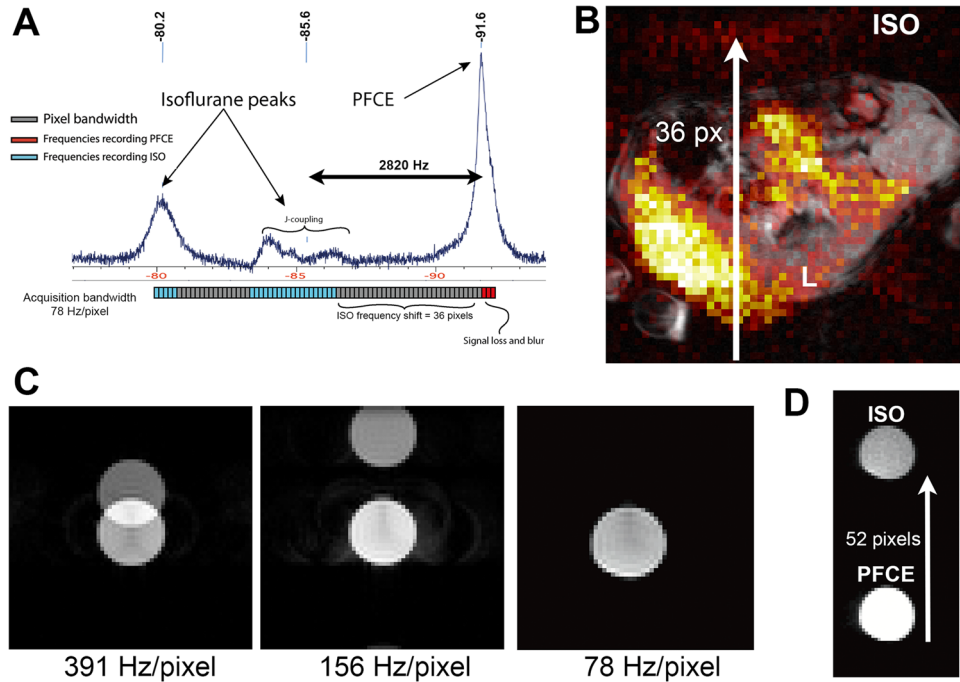 A
-80.2
-85.6
-91.6
Isoflurane peaks
PFCE
Pixel bandwidth
Frequencies recording PFCE
Frequencies recording ISO
2820 Hz
J-coupling
-80
-85
-90
Acquisition bandwidth
78 Hz/pixel
ISO frequency shift = 36 pixels
Signal loss and blur
B
ISO
36 px
L
C
391 Hz/pixel
156 Hz/pixel
78 Hz/pixel
D
ISO
52 pixels
PFCE